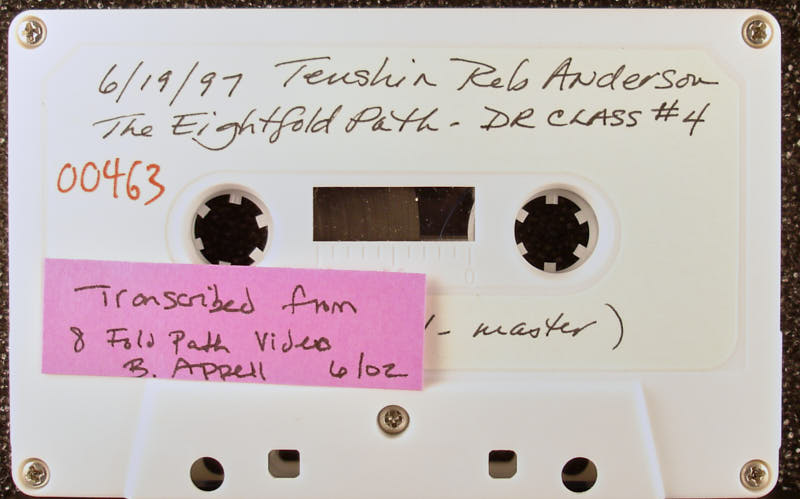 6/19/97 Tenshin Reb Anderson
The Eightfold Path - DR CLASS #4
00463
Transcribed from
8 Fold Path Video
B. Appell 6/02
- master)
0